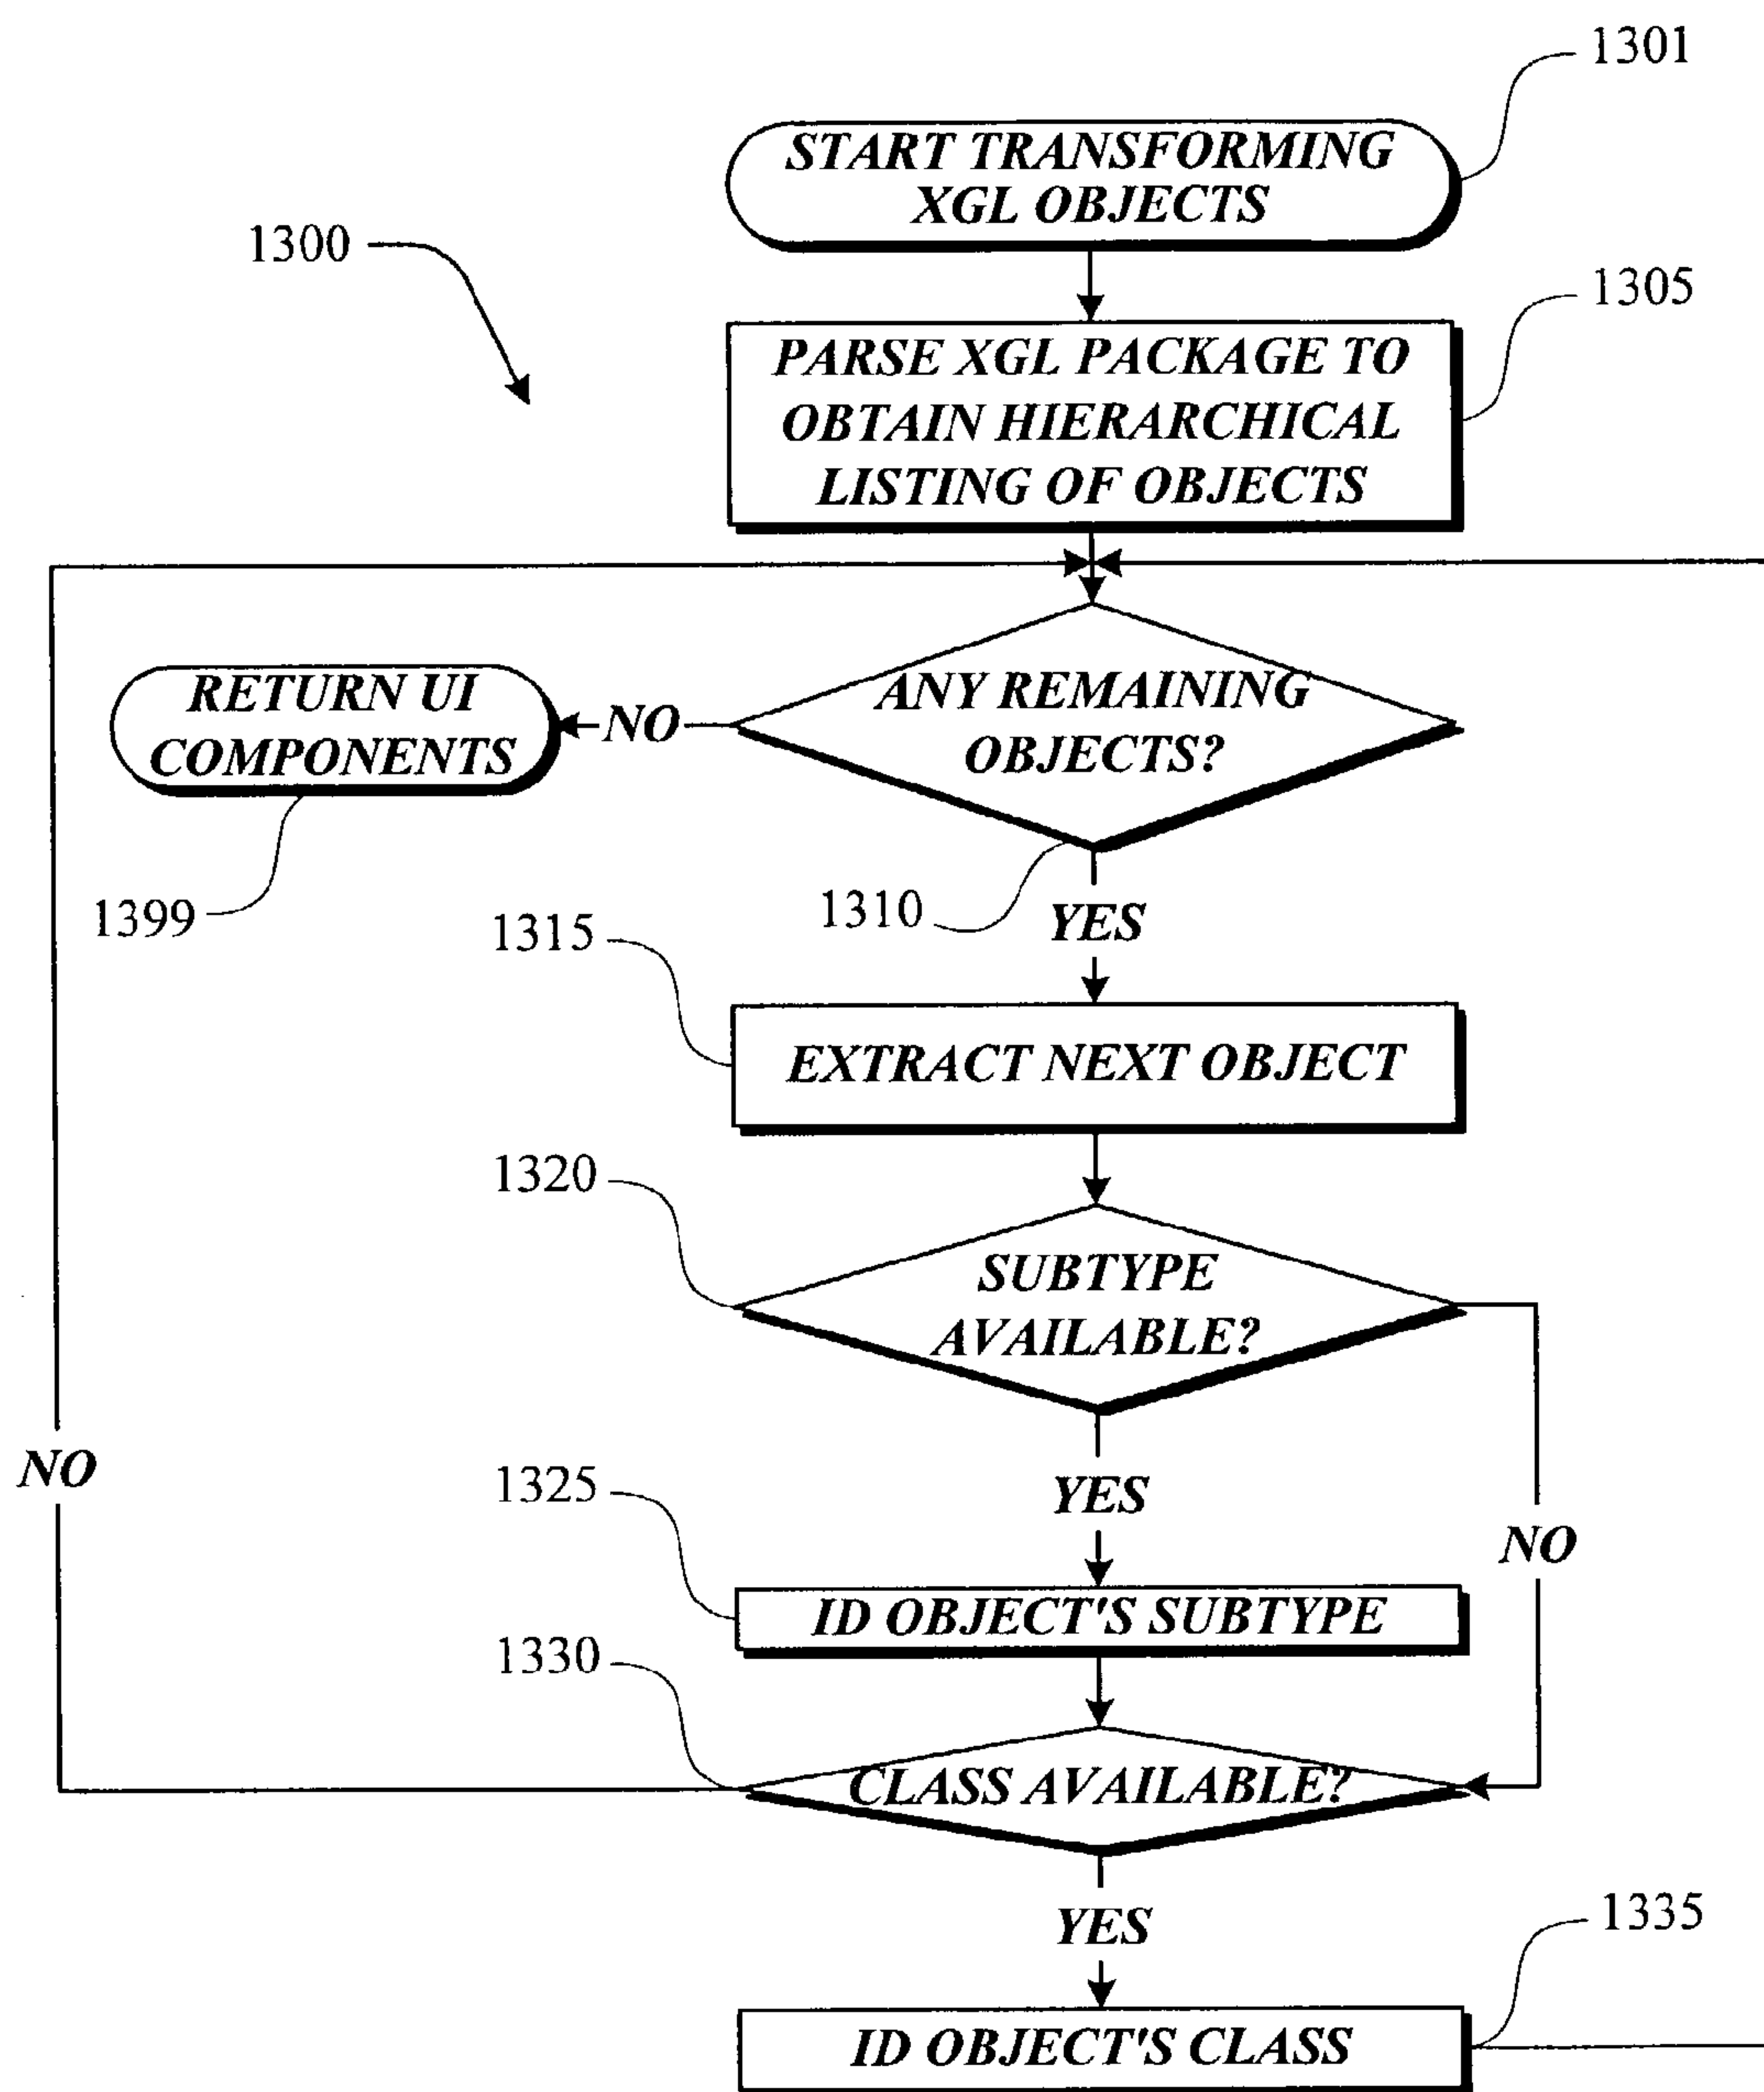 1301
START TRANSFORMING
XGL OBJECTS
1300
1305
PARSE XGL PACKAGE TO
OBTAIN HIERARCHICAL
LISTING OF OBJECTS
ANY REMAINING
OBJECTS?
NO
RETURN UI
COMPONENTS
1399
1310
YES
1315
EXTRACT NEXT OBJECT
1320
SUBTYPE
AVAILABLE?
NO
YES
1325
NO
ID OBJECT'S SUBTYPE
1330
CLASS AVAILABLE?
YES
1335
ID OBJECT'S CLASS